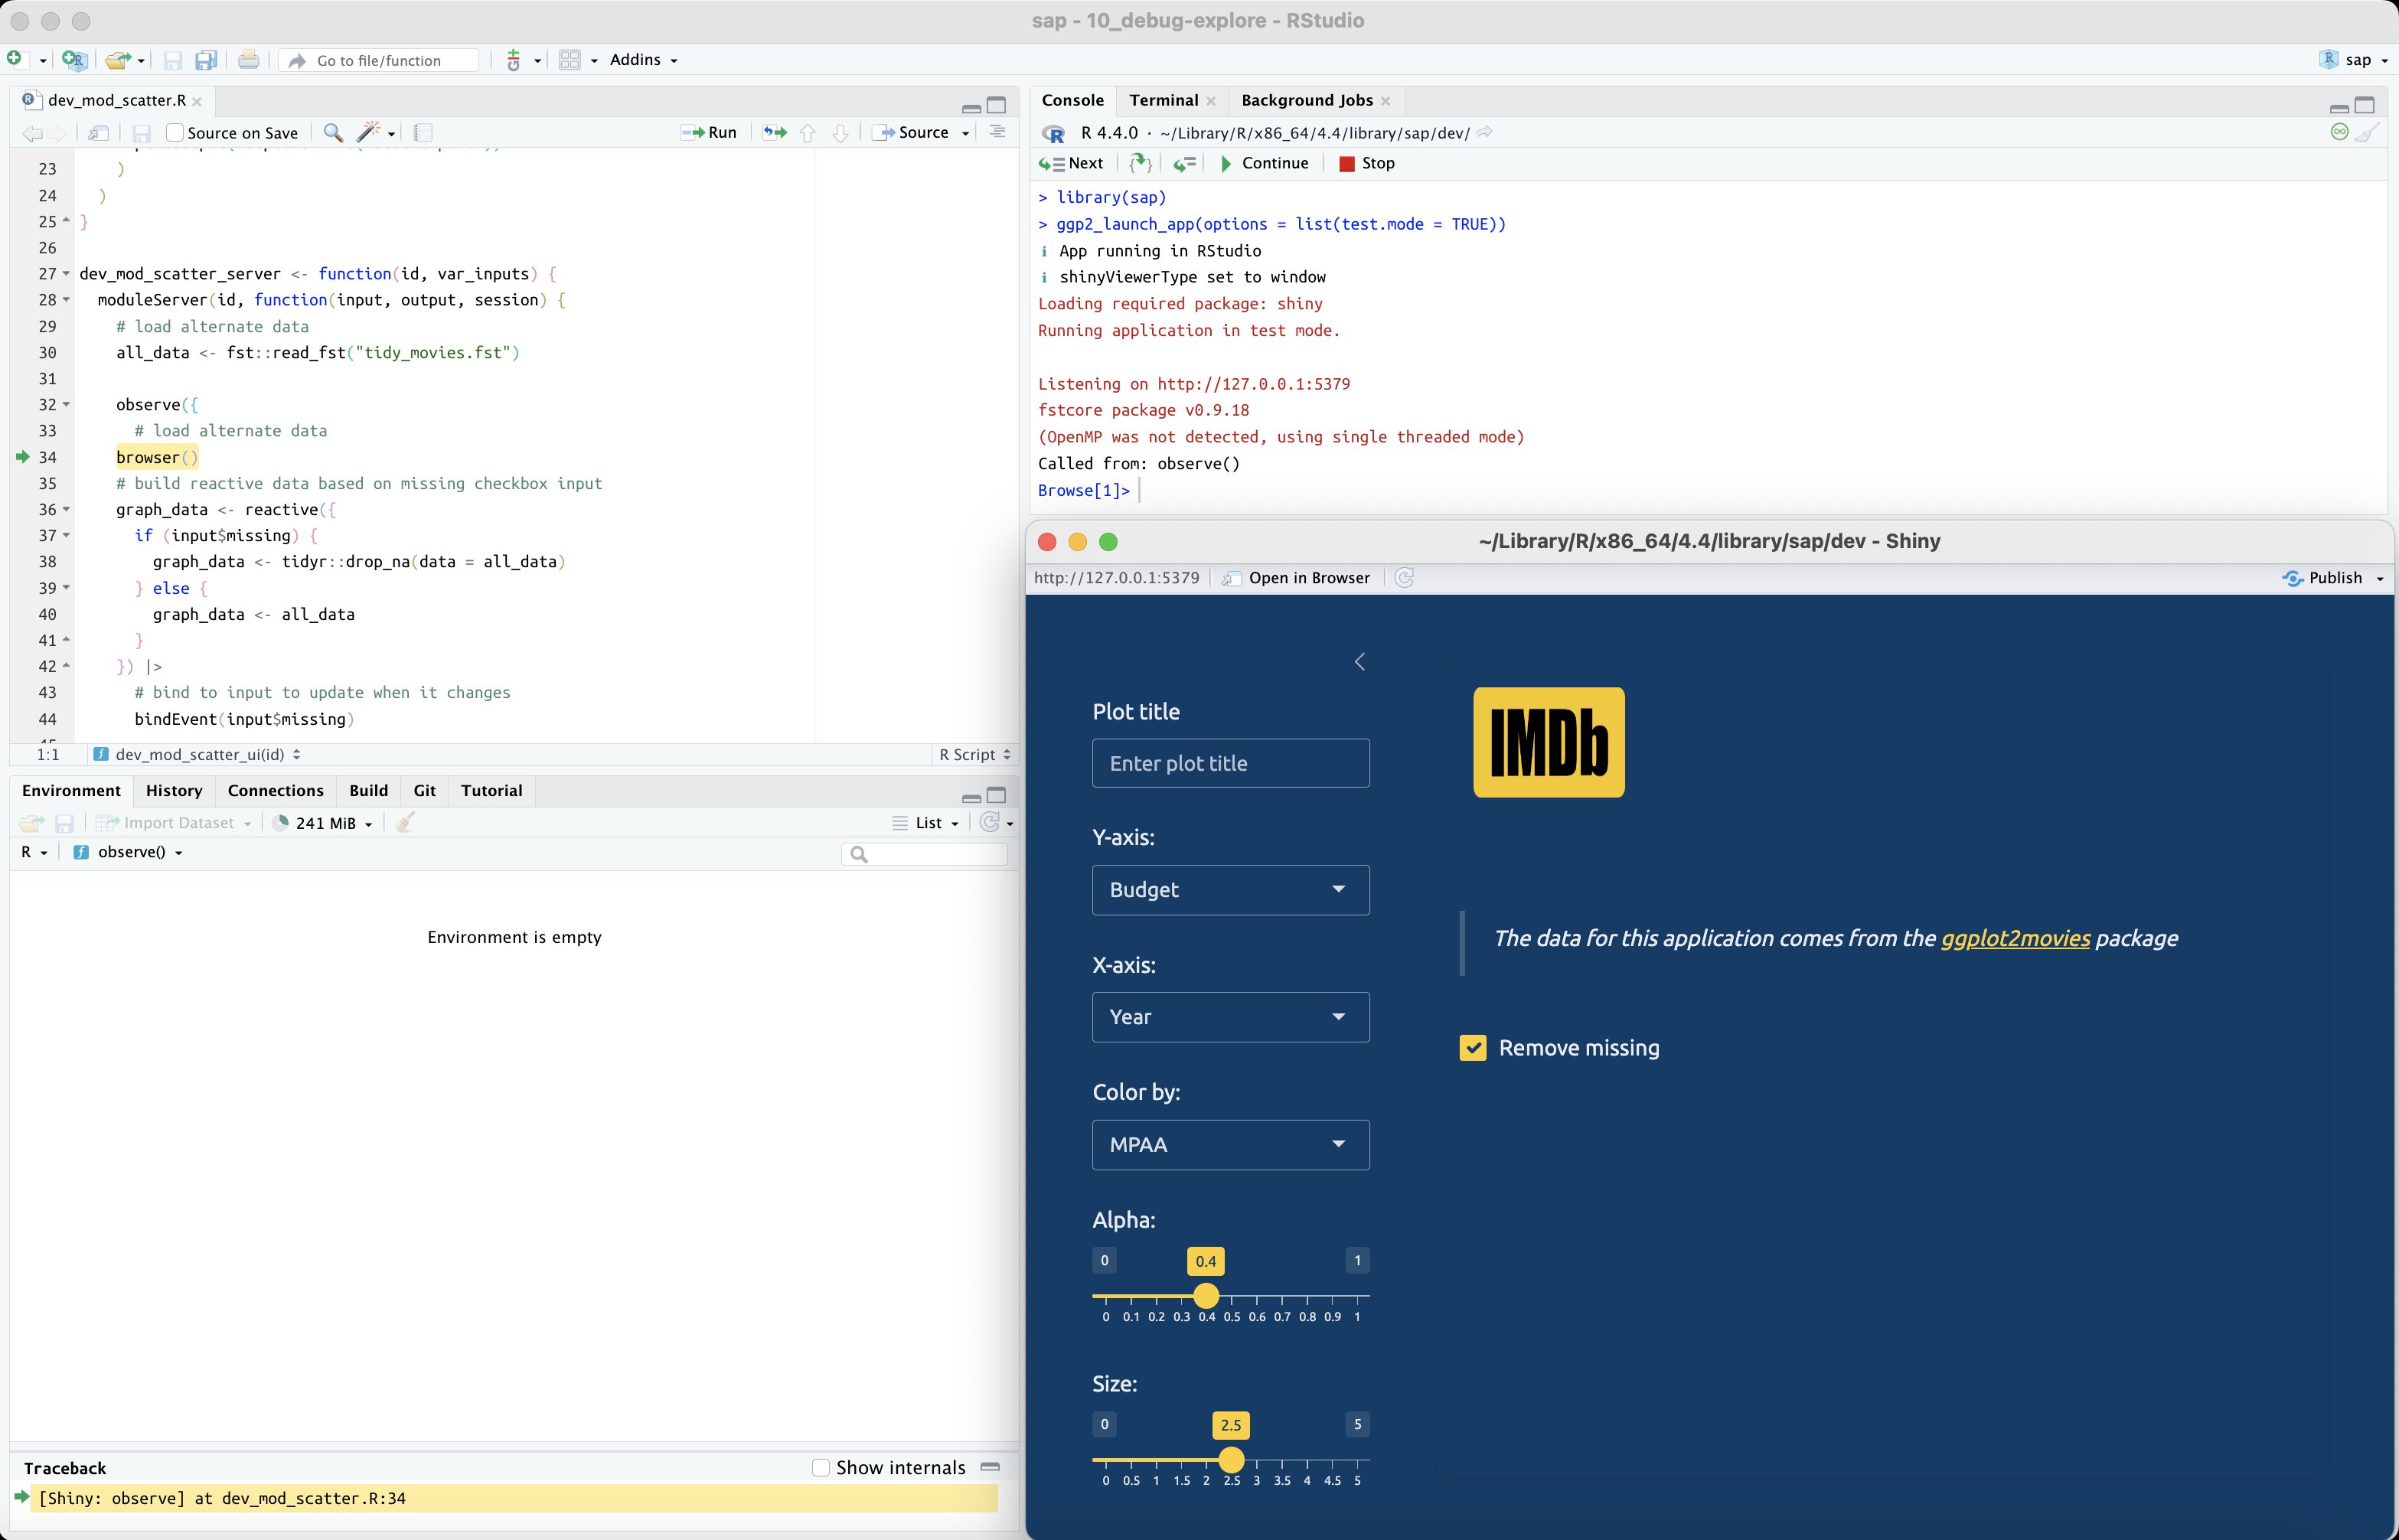 sap - 10_debug-explore - RStudio
Go to file/function
Addins
sap
dev_mod_scatter.R
Source on Save
Run
Source
23 )
24 )
25 }
26
27 dev_mod_scatter_server <- function(id, var_inputs) {
28 moduleServer(id, function(input, output, session) {
29 # load alternate data
30 all_data <- fst::read_fst("tidy_movies.fst")
31
32 observe({
33 # load alternate data
34 browser()
35 # build reactive data based on missing checkbox input
36 graph_data <- reactive({
37 if (input$missing) {
38 graph_data <- tidyr::drop_na(data = all_data)
39 } else {
40 graph_data <- all_data
41 }
42 }) |>
43 # bind to input to update when it changes
44 bindEvent(input$missing)
1:1 dev_mod_scatter_ui(id) R Script
Environment History Connections Build Git Tutorial
Import Dataset 241 MiB List
R observe()
Environment is empty
Traceback Show internals
[Shiny: observe] at dev_mod_scatter.R:34
Console Terminal Background Jobs
R 4.4.0 · ~/Library/R/x86_64/4.4/library/sap/dev/
Next Continue Stop
> library(sap)
> ggp2_launch_app(options = list(test.mode = TRUE))
ℹ App running in RStudio
ℹ shinyViewerType set to window
Loading required package: shiny
Running application in test mode.
Listening on http://127.0.0.1:5379
fstcore package v0.9.18
(OpenMP was not detected, using single threaded mode)
Called from: observe()
Browse[1]>
~/Library/R/x86_64/4.4/library/sap/dev - Shiny
http://127.0.0.1:5379 Open in Browser Publish
Plot title
Enter plot title
Y-axis:
Budget
X-axis:
Year
Color by:
MPAA
Alpha:
0 0.4 1
0 0.1 0.2 0.3 0.4 0.5 0.6 0.7 0.8 0.9 1
Size:
0 2.5 5
0 0.5 1 1.5 2 2.5 3 3.5 4 4.5 5
IMDb
The data for this application comes from the ggplot2movies package
Remove missing